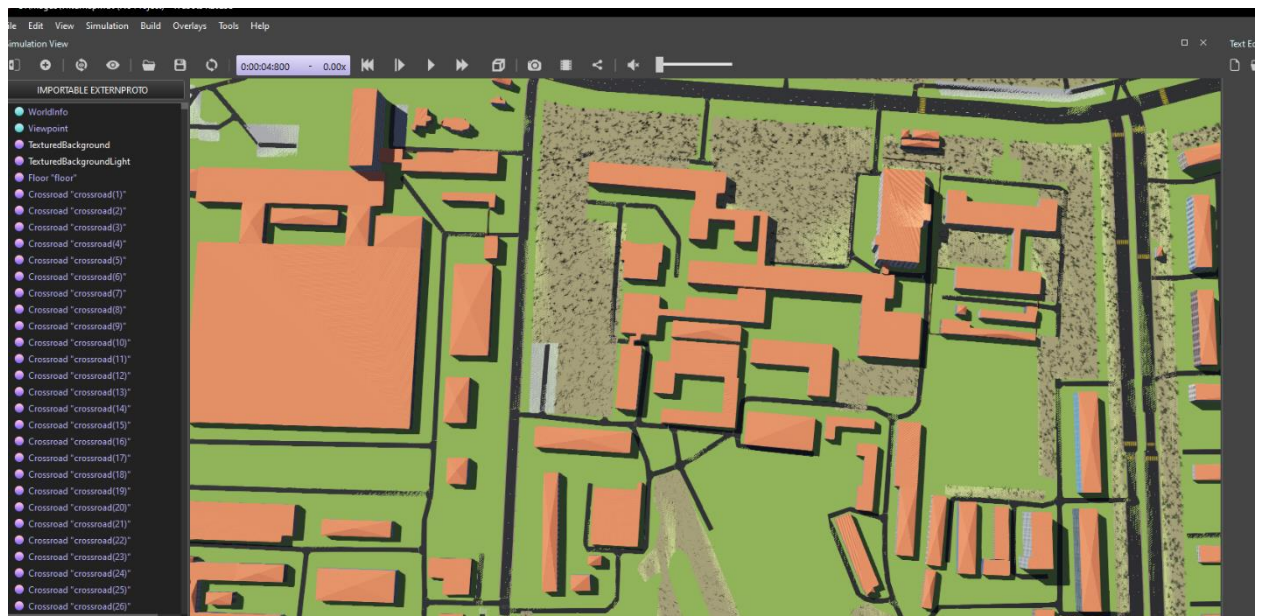 File Edit View Simulation Build Overlays Tools Help
Simulation View
Text Ed
0:00:04:800 - 0.00x
IMPORTABLE EXTERNPROTO
WorldInfo
Viewpoint
TexturedBackground
TexturedBackgroundLight
Floor "floor"
Crossroad "crossroad(1)"
Crossroad "crossroad(2)"
Crossroad "crossroad(3)"
Crossroad "crossroad(4)"
Crossroad "crossroad(5)"
Crossroad "crossroad(6)"
Crossroad "crossroad(7)"
Crossroad "crossroad(8)"
Crossroad "crossroad(9)"
Crossroad "crossroad(10)"
Crossroad "crossroad(11)"
Crossroad "crossroad(12)"
Crossroad "crossroad(13)"
Crossroad "crossroad(14)"
Crossroad "crossroad(15)"
Crossroad "crossroad(16)"
Crossroad "crossroad(17)"
Crossroad "crossroad(18)"
Crossroad "crossroad(19)"
Crossroad "crossroad(20)"
Crossroad "crossroad(21)"
Crossroad "crossroad(22)"
Crossroad "crossroad(23)"
Crossroad "crossroad(24)"
Crossroad "crossroad(25)"
Crossroad "crossroad(26)"